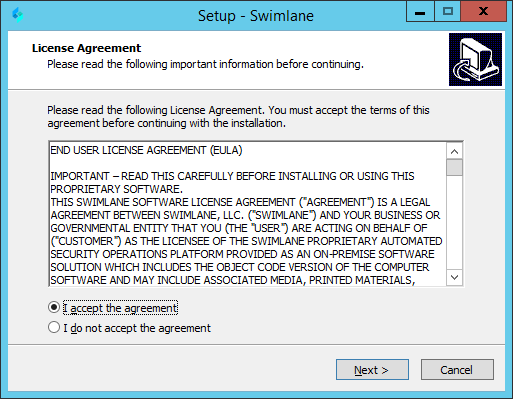 Setup - Swimlane
License Agreement
Please read the following important information before continuing.
Please read the following License Agreement. You must accept the terms of this
agreement before continuing with the installation.
END USER LICENSE AGREEMENT (EULA)
IMPORTANT – READ THIS CAREFULLY BEFORE INSTALLING OR USING THIS
PROPRIETARY SOFTWARE.
THIS SWIMLANE SOFTWARE LICENSE AGREEMENT ("AGREEMENT") IS A LEGAL
AGREEMENT BETWEEN SWIMLANE, LLC. ("SWIMLANE") AND YOUR BUSINESS OR
GOVERNMENTAL ENTITY THAT YOU (THE "USER") ARE ACTING ON BEHALF OF
("CUSTOMER") AS THE LICENSEE OF THE SWIMLANE PROPRIETARY AUTOMATED
SECURITY OPERATIONS PLATFORM PROVIDED AS AN ON-PREMISE SOFTWARE
SOLUTION WHICH INCLUDES THE OBJECT CODE VERSION OF THE COMPUTER
SOFTWARE AND MAY INCLUDE ASSOCIATED MEDIA, PRINTED MATERIALS,
I accept the agreement
I do not accept the agreement
Next >
Cancel